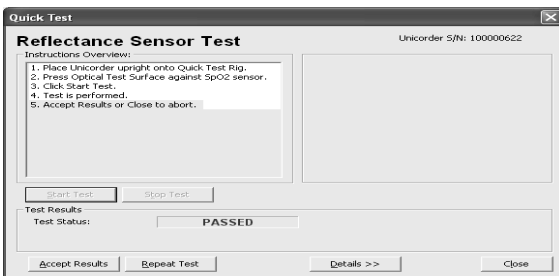 Quick Test
Reflectance Sensor Test
Unicorder S/N: 100000622
Instructions Overview:
1. Place Unicorder upright onto Quick Test Rig.
2. Press Optical Test Surface against SpO2 sensor.
3. Click Start Test.
4. Test is performed.
5. Accept Results or Close to abort.
Start Test
Stop Test
Test Results
Test Status:
PASSED
Accept Results
Repeat Test
Details >>
Close